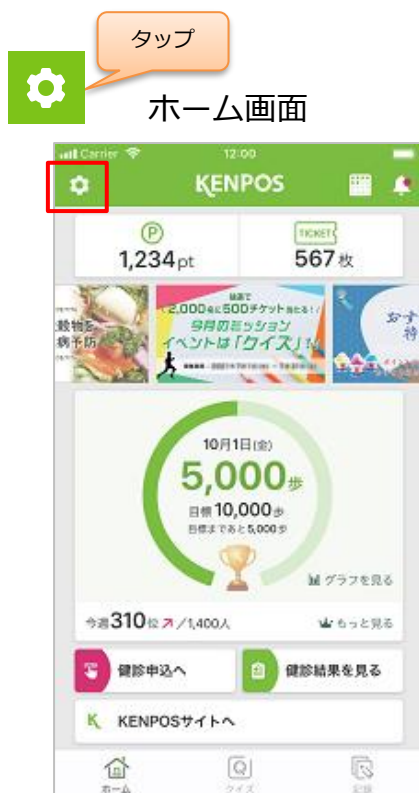 タップ
ホーム画面
Carrier
12:00
KENPOS
P
TICKET
1,234pt
567枚
穀物を
病予防
抽選で
2,000名に500チケット当たる!
今月のミッション
イベントは「クイズ」!
おす
特
10月1日(金)
5,000歩
目標 10,000歩
目標まであと5,000歩
グラフを見る
今週310位 / 1,400人
もっと見る
健診申込へ
健診結果を見る
KENPOSサイトへ
ホーム
クイズ
記録